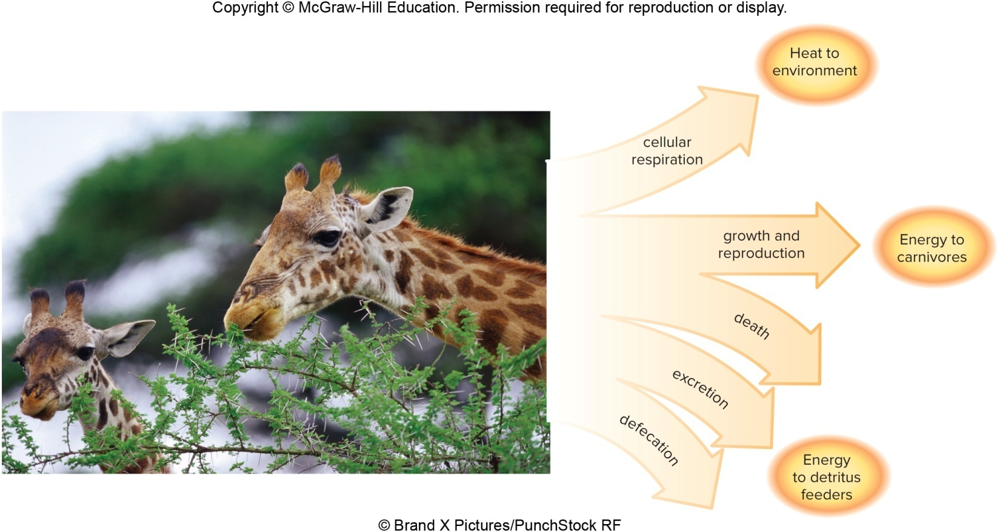 Copyright © McGraw-Hill Education. Permission required for reproduction or display.
Heat to
environment
cellular
respiration
growth and
reproduction
Energy to
carnivores
death
excretion
defecation
Energy
to detritus
feeders
© Brand X Pictures/PunchStock RF